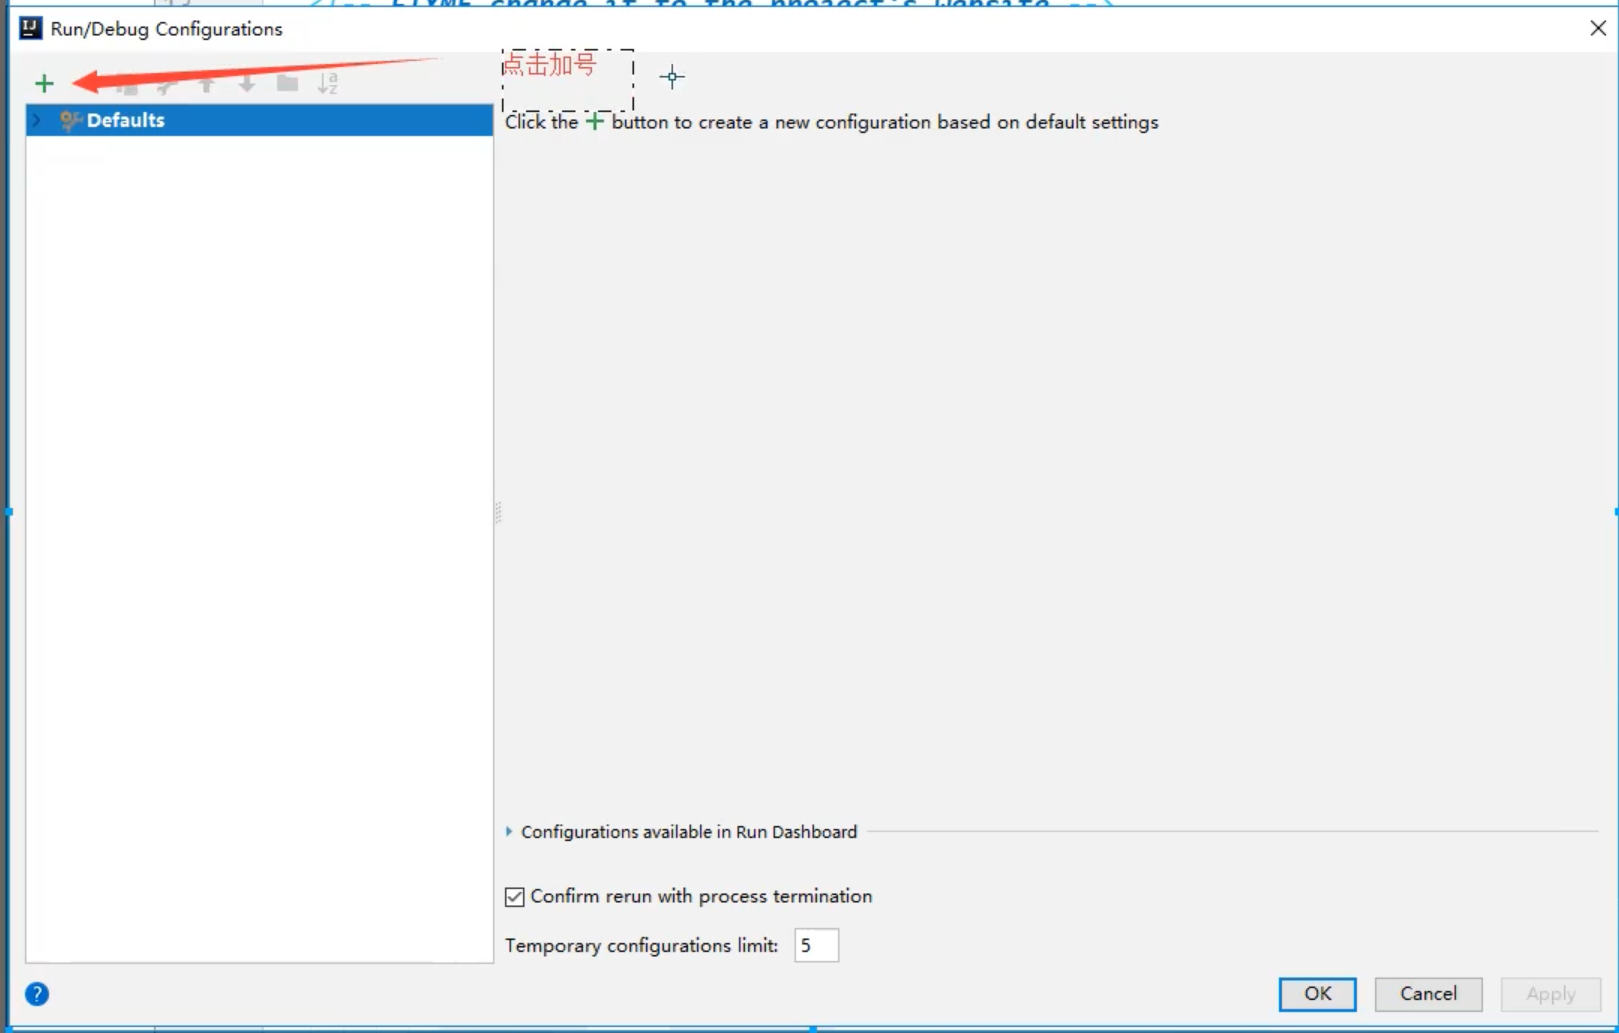 Run/Debug Configurations
点击加号
Defaults
Click the + button to create a new configuration based on default settings
Configurations available in Run Dashboard
Confirm rerun with process termination
Temporary configurations limit: 5
? OK Cancel Apply